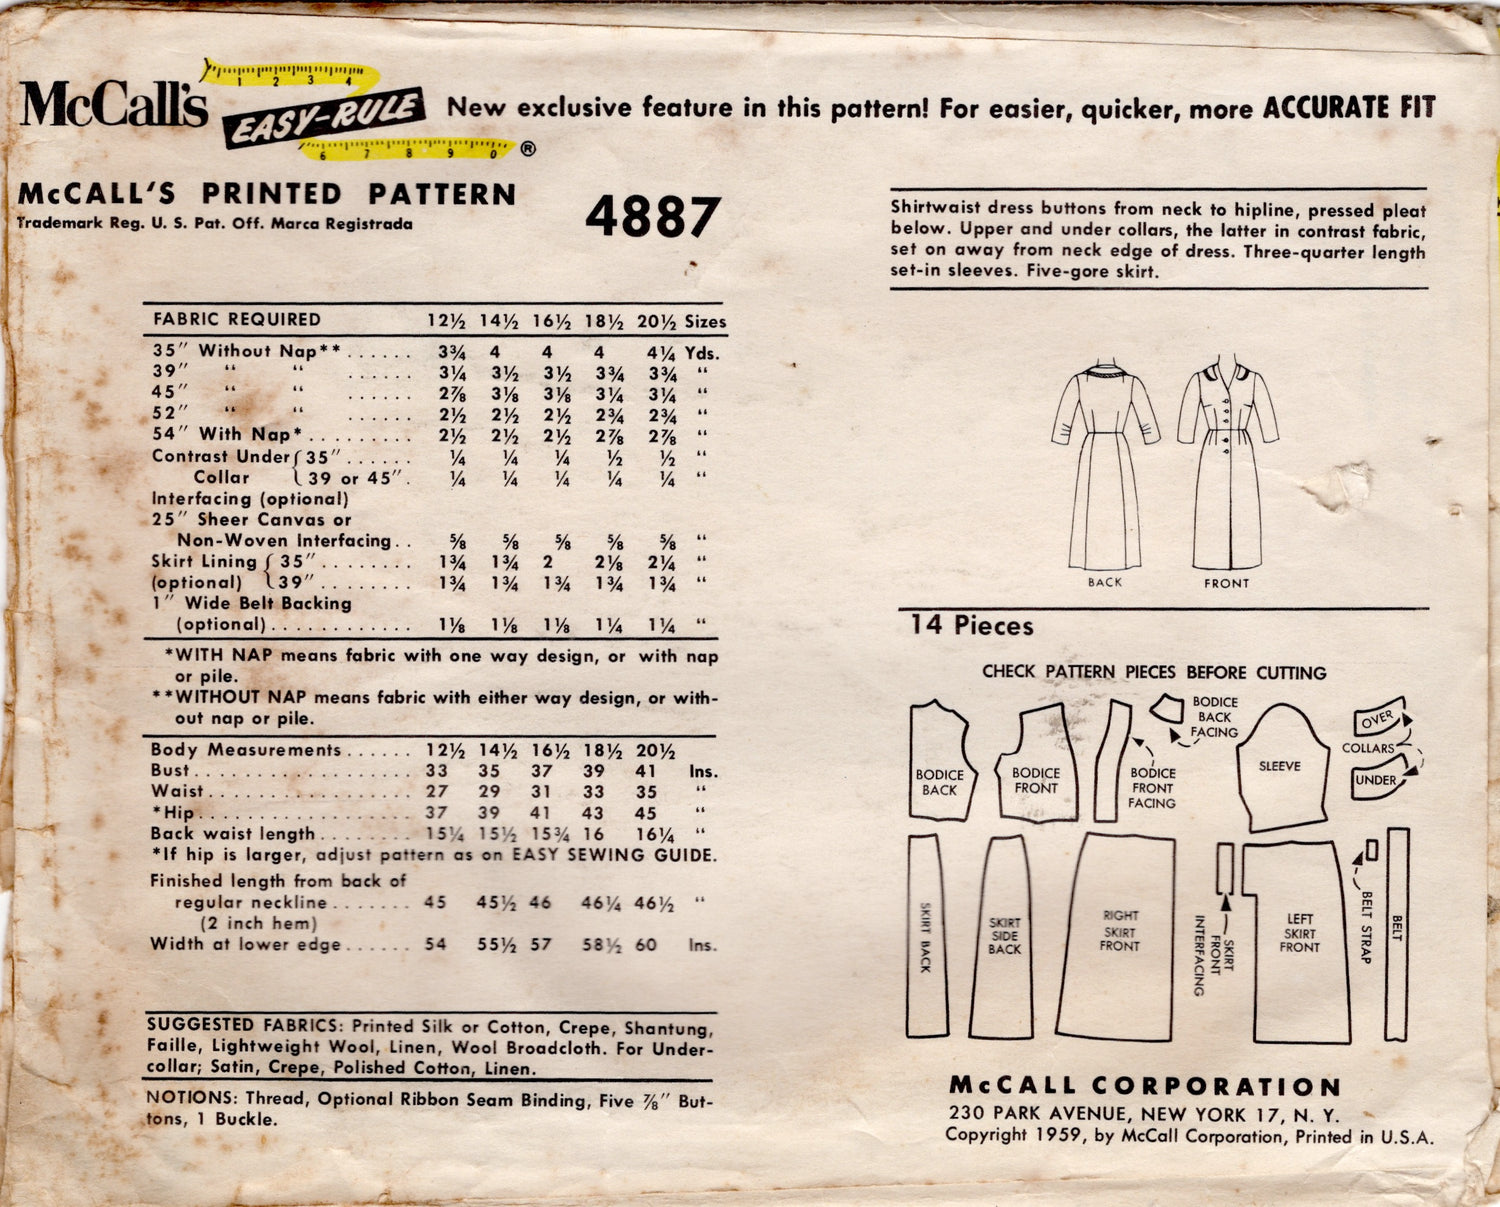 McCall's EASY-RULE ® New exclusive feature in this pattern! For easier, quicker, more ACCURATE FIT
1 2 3 4
6 7 8 9 0
McCALL'S PRINTED PATTERN 4887
Trademark Reg. U. S. Pat. Off. Marca Registrada
FABRIC REQUIRED 12½ 14½ 16½ 18½ 20½ Sizes
35" Without Nap** ...... 3¾ 4 4 4 4¼ Yds.
39" " " ...... 3¼ 3½ 3½ 3¾ 3¾ "
45" " " ...... 2⅞ 3⅛ 3⅛ 3¼ 3¼ "
52" " " ...... 2½ 2½ 2½ 2¾ 2¾ "
54" With Nap* ......... 2½ 2½ 2½ 2⅞ 2⅞ "
Contrast Under { 35" ...... ¼ ¼ ¼ ½ ½ "
Collar { 39 or 45" . ¼ ¼ ¼ ¼ ¼ "
Interfacing (optional)
25" Sheer Canvas or
Non-Woven Interfacing .. ⅝ ⅝ ⅝ ⅝ ⅝ "
Skirt Lining { 35" ........ 1¾ 1¾ 2 2⅛ 2¼ "
(optional) { 39" ........ 1¾ 1¾ 1¾ 1¾ 1¾ "
1" Wide Belt Backing
(optional) ............ 1⅛ 1⅛ 1⅛ 1¼ 1¼ "
*WITH NAP means fabric with one way design, or with nap
or pile.
**WITHOUT NAP means fabric with either way design, or with-
out nap or pile.
Body Measurements ...... 12½ 14½ 16½ 18½ 20½
Bust .................. 33 35 37 39 41 Ins.
Waist ................. 27 29 31 33 35 "
*Hip .................. 37 39 41 43 45 "
Back waist length ........ 15¼ 15½ 15¾ 16 16¼ "
*If hip is larger, adjust pattern as on EASY SEWING GUIDE.
Finished length from back of
regular neckline ....... 45 45½ 46 46¼ 46½ "
(2 inch hem)
Width at lower edge ...... 54 55½ 57 58½ 60 Ins.
SUGGESTED FABRICS: Printed Silk or Cotton, Crepe, Shantung,
Faille, Lightweight Wool, Linen, Wool Broadcloth. For Under-
collar; Satin, Crepe, Polished Cotton, Linen.
NOTIONS: Thread, Optional Ribbon Seam Binding, Five ⅞" But-
tons, 1 Buckle.
Shirtwaist dress buttons from neck to hipline, pressed pleat
below. Upper and under collars, the latter in contrast fabric,
set on away from neck edge of dress. Three-quarter length
set-in sleeves. Five-gore skirt.
BACK FRONT
14 Pieces
CHECK PATTERN PIECES BEFORE CUTTING
BODICE
BACK
BODICE
FRONT
BODICE
FRONT
FACING
BODICE
BACK
FACING
SLEEVE
OVER
COLLARS
UNDER
SKIRT BACK
SKIRT
SIDE
BACK
RIGHT
SKIRT
FRONT
SKIRT
FRONT
INTERFACING
LEFT
SKIRT
FRONT
BELT STRAP
BELT
McCALL CORPORATION
230 PARK AVENUE, NEW YORK 17, N. Y.
Copyright 1959, by McCall Corporation, Printed in U.S.A.